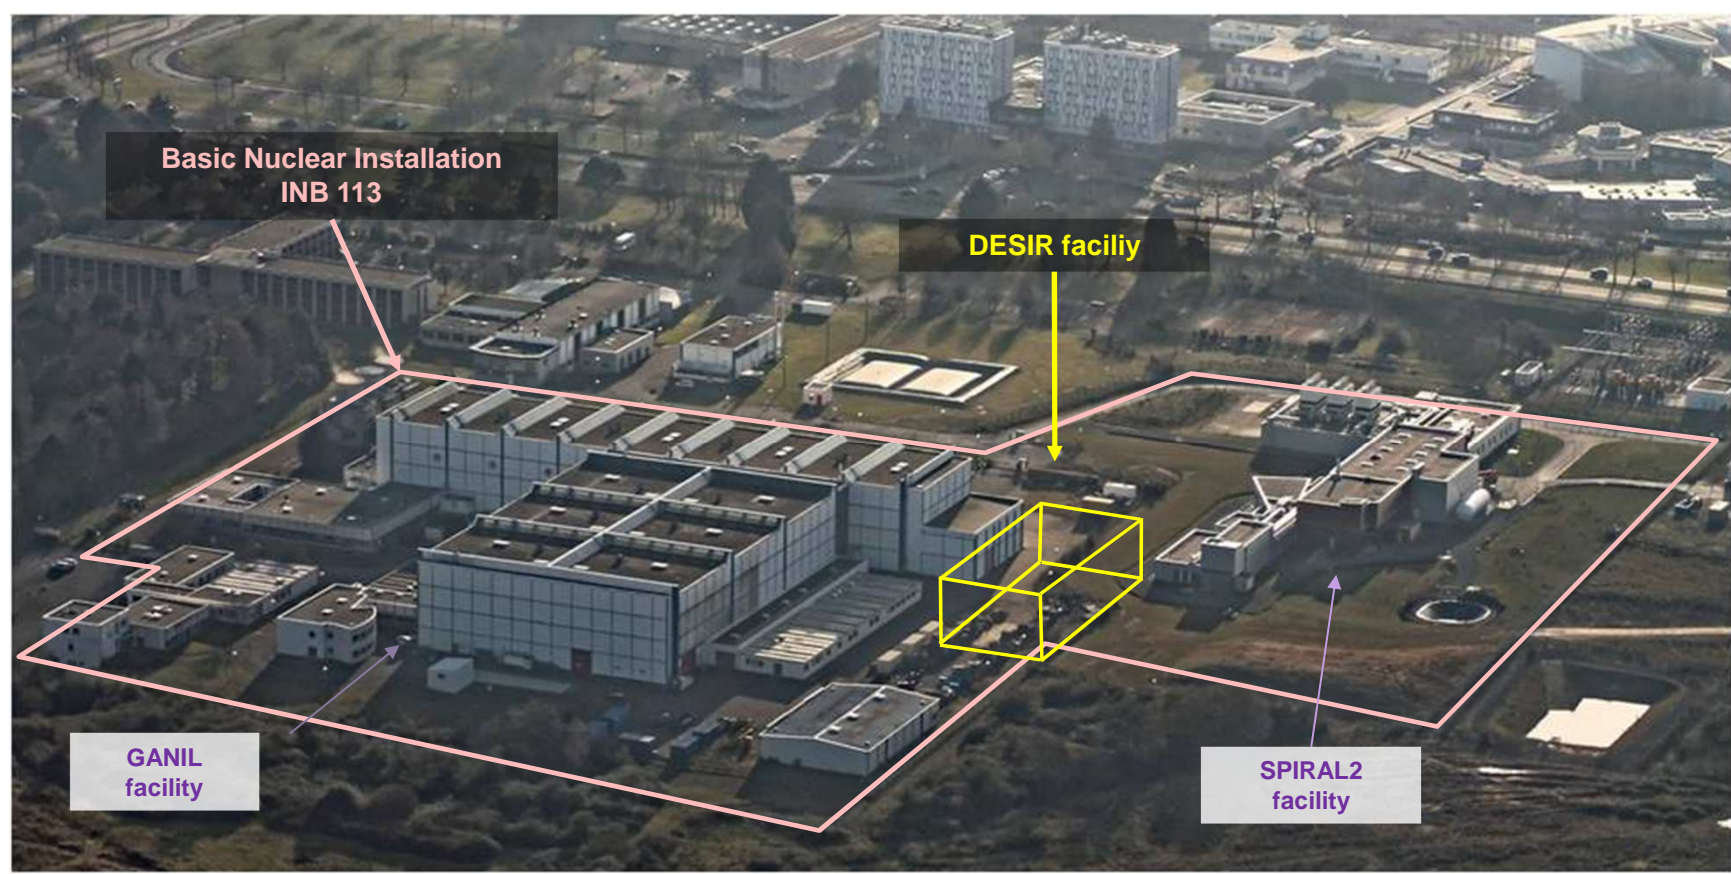 Basic Nuclear Installation
INB 113
DESIR faciliy
GANIL
facility
SPIRAL2
facility